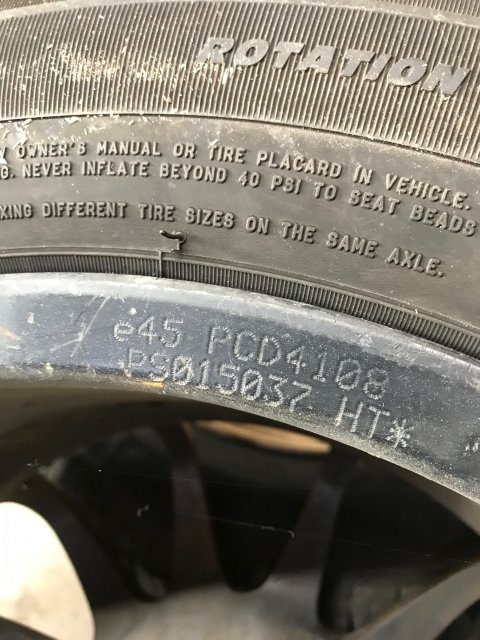 ROTATION
OWNER'S MANUAL OR TIRE PLACARD IN VEHICLE.
NEVER INFLATE BEYOND 40 PSI TO SEAT BEADS
DIFFERENT TIRE SIZES ON THE SAME AXLE.
e45 PCD4108
PS015037 HT*